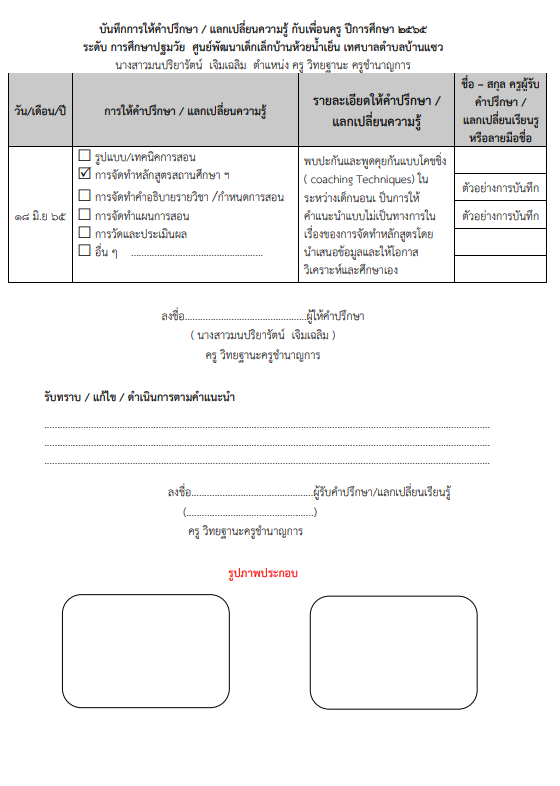 บันทึกการให้คำปรึกษา / แลกเปลี่ยนความรู้ กับเพื่อนครู ปีการศึกษา ๒๕๖๕
ระดับ การศึกษาปฐมวัย ศูนย์พัฒนาเด็กเล็กบ้านห้วยน้ำเย็น เทศบาลตำบลบ้านแซว
นางสาวมนปริยารัตน์ เจิมเฉลิม ตำแหน่ง ครู วิทยฐานะ ครูชำนาญการ
วัน/เดือน/ปี
การให้คำปรึกษา / แลกเปลี่ยนความรู้
รายละเอียดให้คำปรึกษา /
แลกเปลี่ยนความรู้
ชื่อ – สกุล ครูผู้รับ
คำปรึกษา /
แลกเปลี่ยนเรียนรู้
หรือลายมือชื่อ
๑๘ มิ.ย ๖๕
☐ รูปแบบ/เทคนิคการสอน
☑ การจัดทำหลักสูตรสถานศึกษา ฯ
☐ การจัดทำคำอธิบายรายวิชา /กำหนดการสอน
☐ การจัดทำแผนการสอน
☐ การวัดและประเมินผล
☐ อื่น ๆ ................................................
พบปะกันและพูดคุยกันแบบโคชชิ่ง
( coaching Techniques) ใน
ระหว่างเด็กนอนเ ป็นการให้
คำแนะนำแบบไม่เป็นทางการใน
เรื่องของการจัดทำหลักสูตรโดย
นำเสนอข้อมูลและให้โอกาส
วิเคราะห์และศึกษาเอง
ตัวอย่างการบันทึก
ตัวอย่างการบันทึก
ลงชื่อ................................................ผู้ให้คำปรึกษา
( นางสาวมนปริยารัตน์ เจิมเฉลิม )
ครู วิทยฐานะครูชำนาญการ
รับทราบ / แก้ไข / ดำเนินการตามคำแนะนำ
ลงชื่อ................................................ผู้รับคำปรึกษา/แลกเปลี่ยนเรียนรู้
(..................................................)
ครู วิทยฐานะครูชำนาญการ
รูปภาพประกอบ